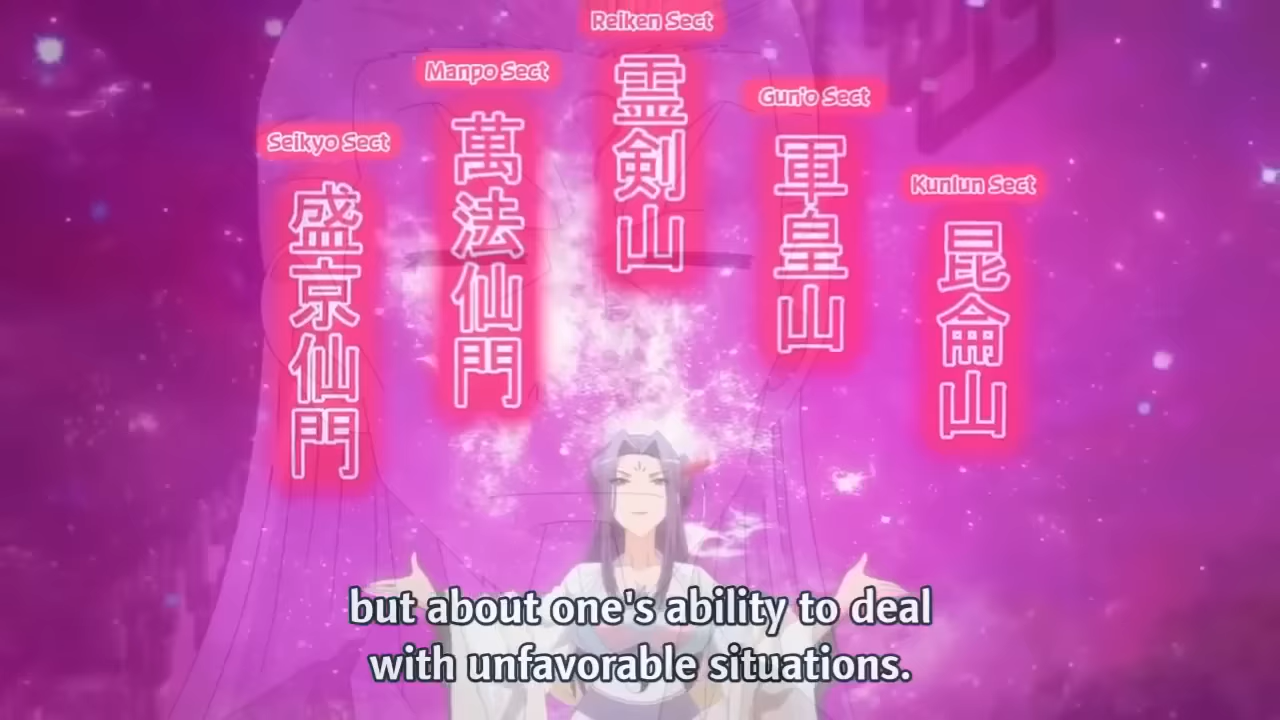 Seikyo Sect
盛京仙門
Manpo Sect
萬法仙門
Reiken Sect
霊剣山
Gun'o Sect
軍皇山
Kunlun Sect
昆侖山
but about one's ability to deal
with unfavorable situations.